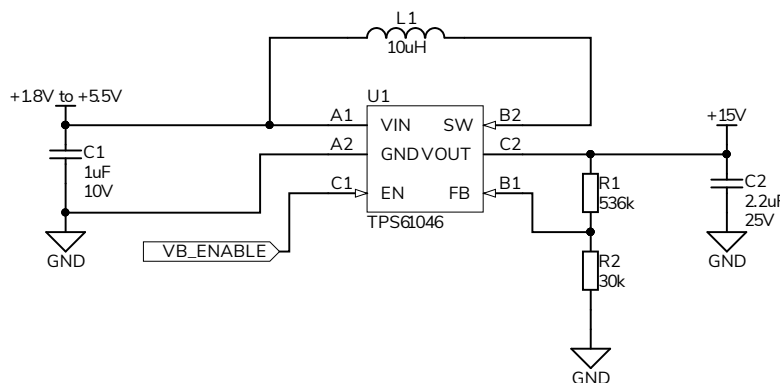 L1
10uH
+1.8V to +5.5V
U1
A1
VIN
SW
B2
+15V
A2
GND
VOUT
C2
C1
1uF
10V
C1
EN
FB
B1
R1
536k
C2
2.2uF
25V
TPS61046
VB_ENABLE
GND
R2
30k
GND
GND